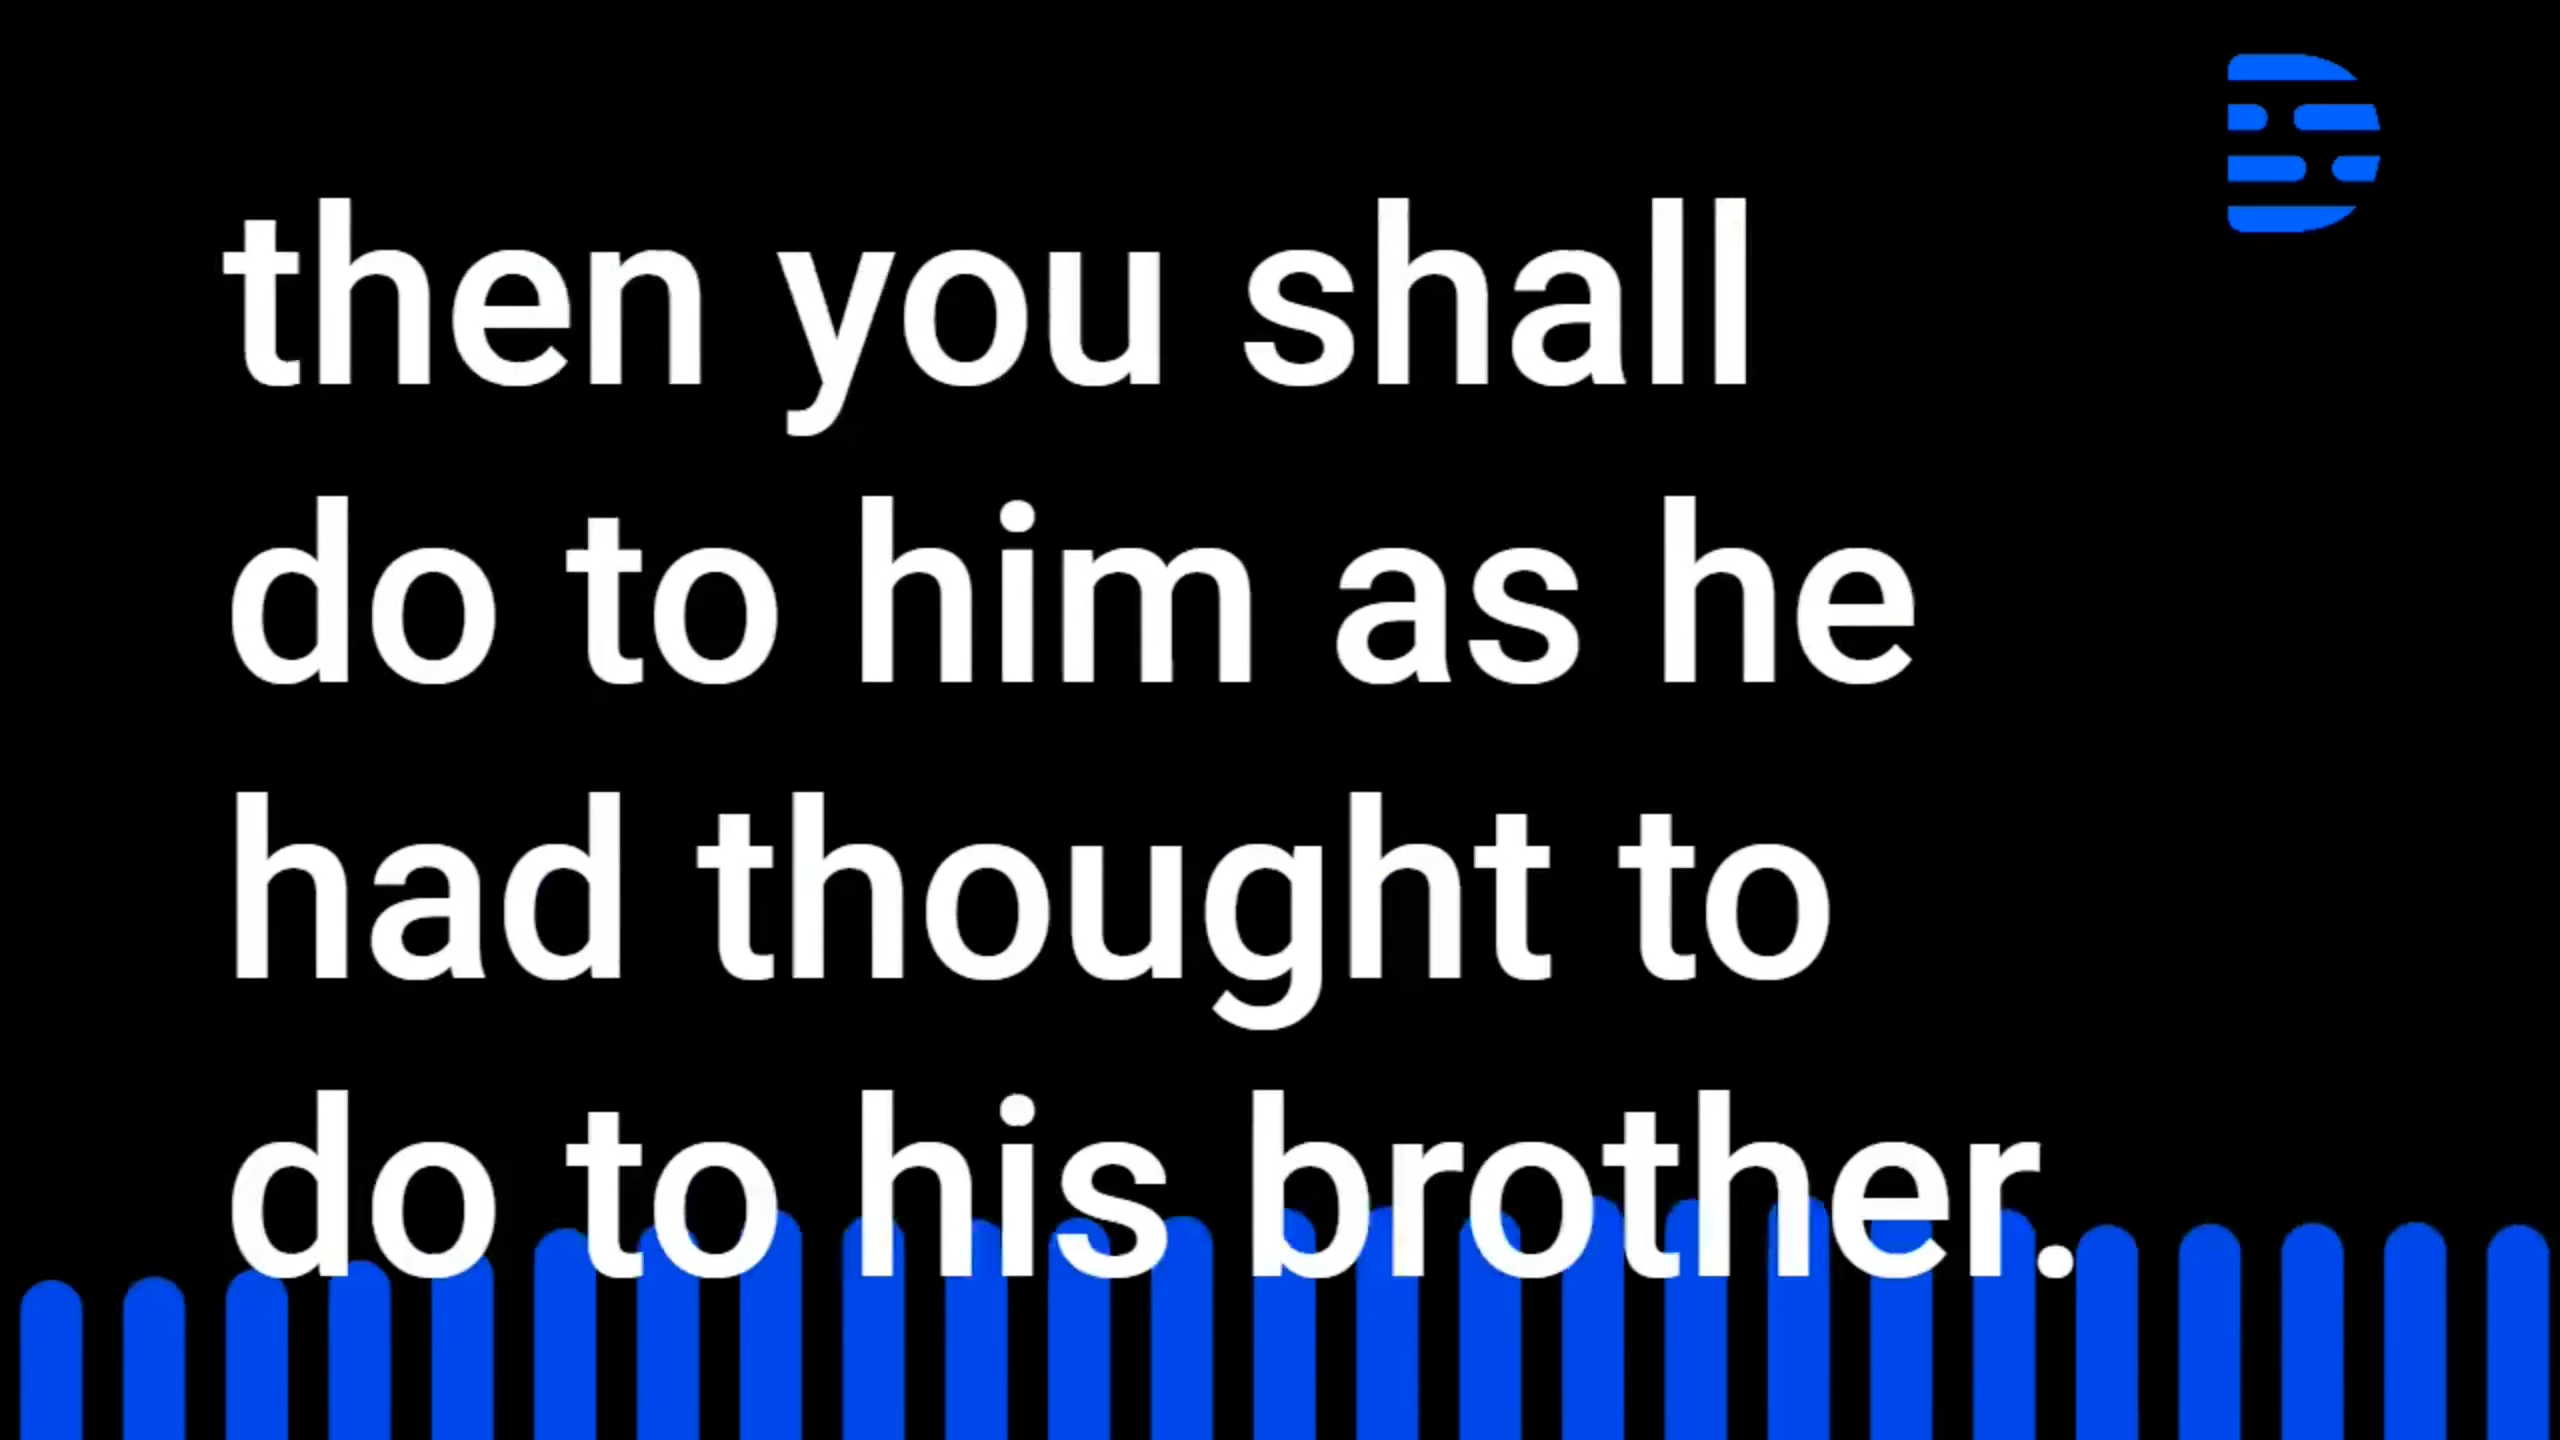 then you shall
do to him as he
had thought to
do to his brother.